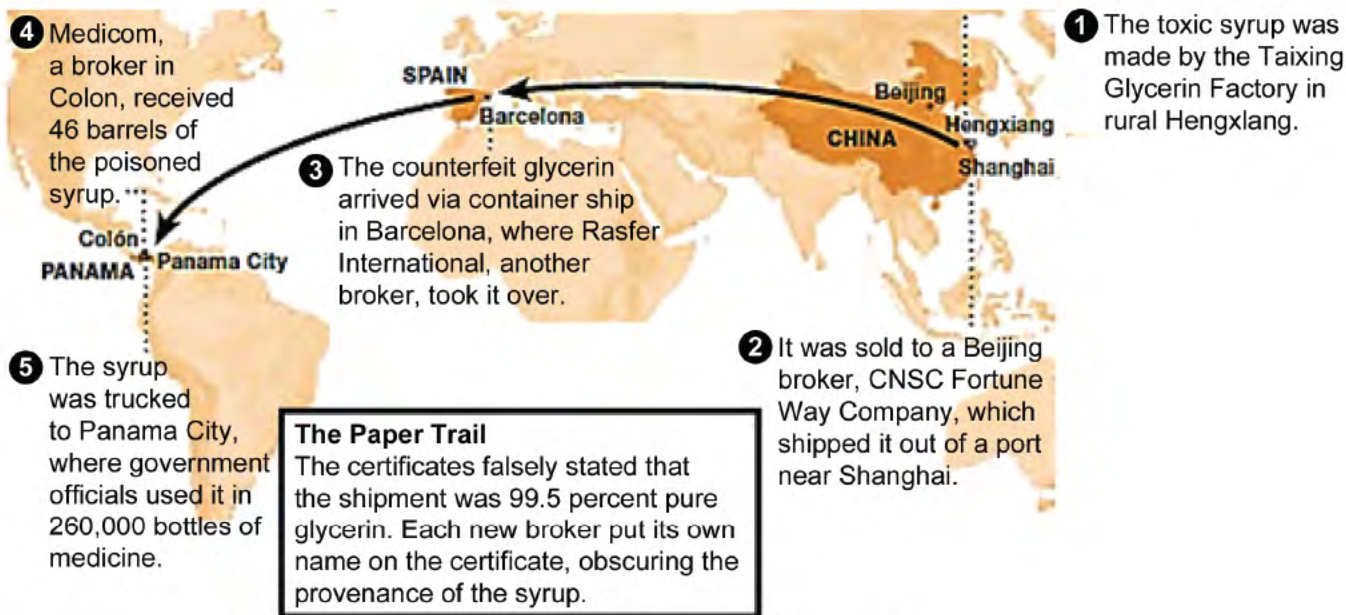 1 The toxic syrup was
made by the Taixing
Glycerin Factory in
rural Hengxlang.
2 It was sold to a Beijing
broker, CNSC Fortune
Way Company, which
shipped it out of a port
near Shanghai.
3 The counterfeit glycerin
arrived via container ship
in Barcelona, where Rasfer
International, another
broker, took it over.
4 Medicom,
a broker in
Colon, received
46 barrels of
the poisoned
syrup.
5 The syrup
was trucked
to Panama City,
where government
officials used it in
260,000 bottles of
medicine.
SPAIN
Barcelona
Beijing
Hengxiang
CHINA
Shanghai
Colón
PANAMA
Panama City
The Paper Trail
The certificates falsely stated that
the shipment was 99.5 percent pure
glycerin. Each new broker put its own
name on the certificate, obscuring the
provenance of the syrup.